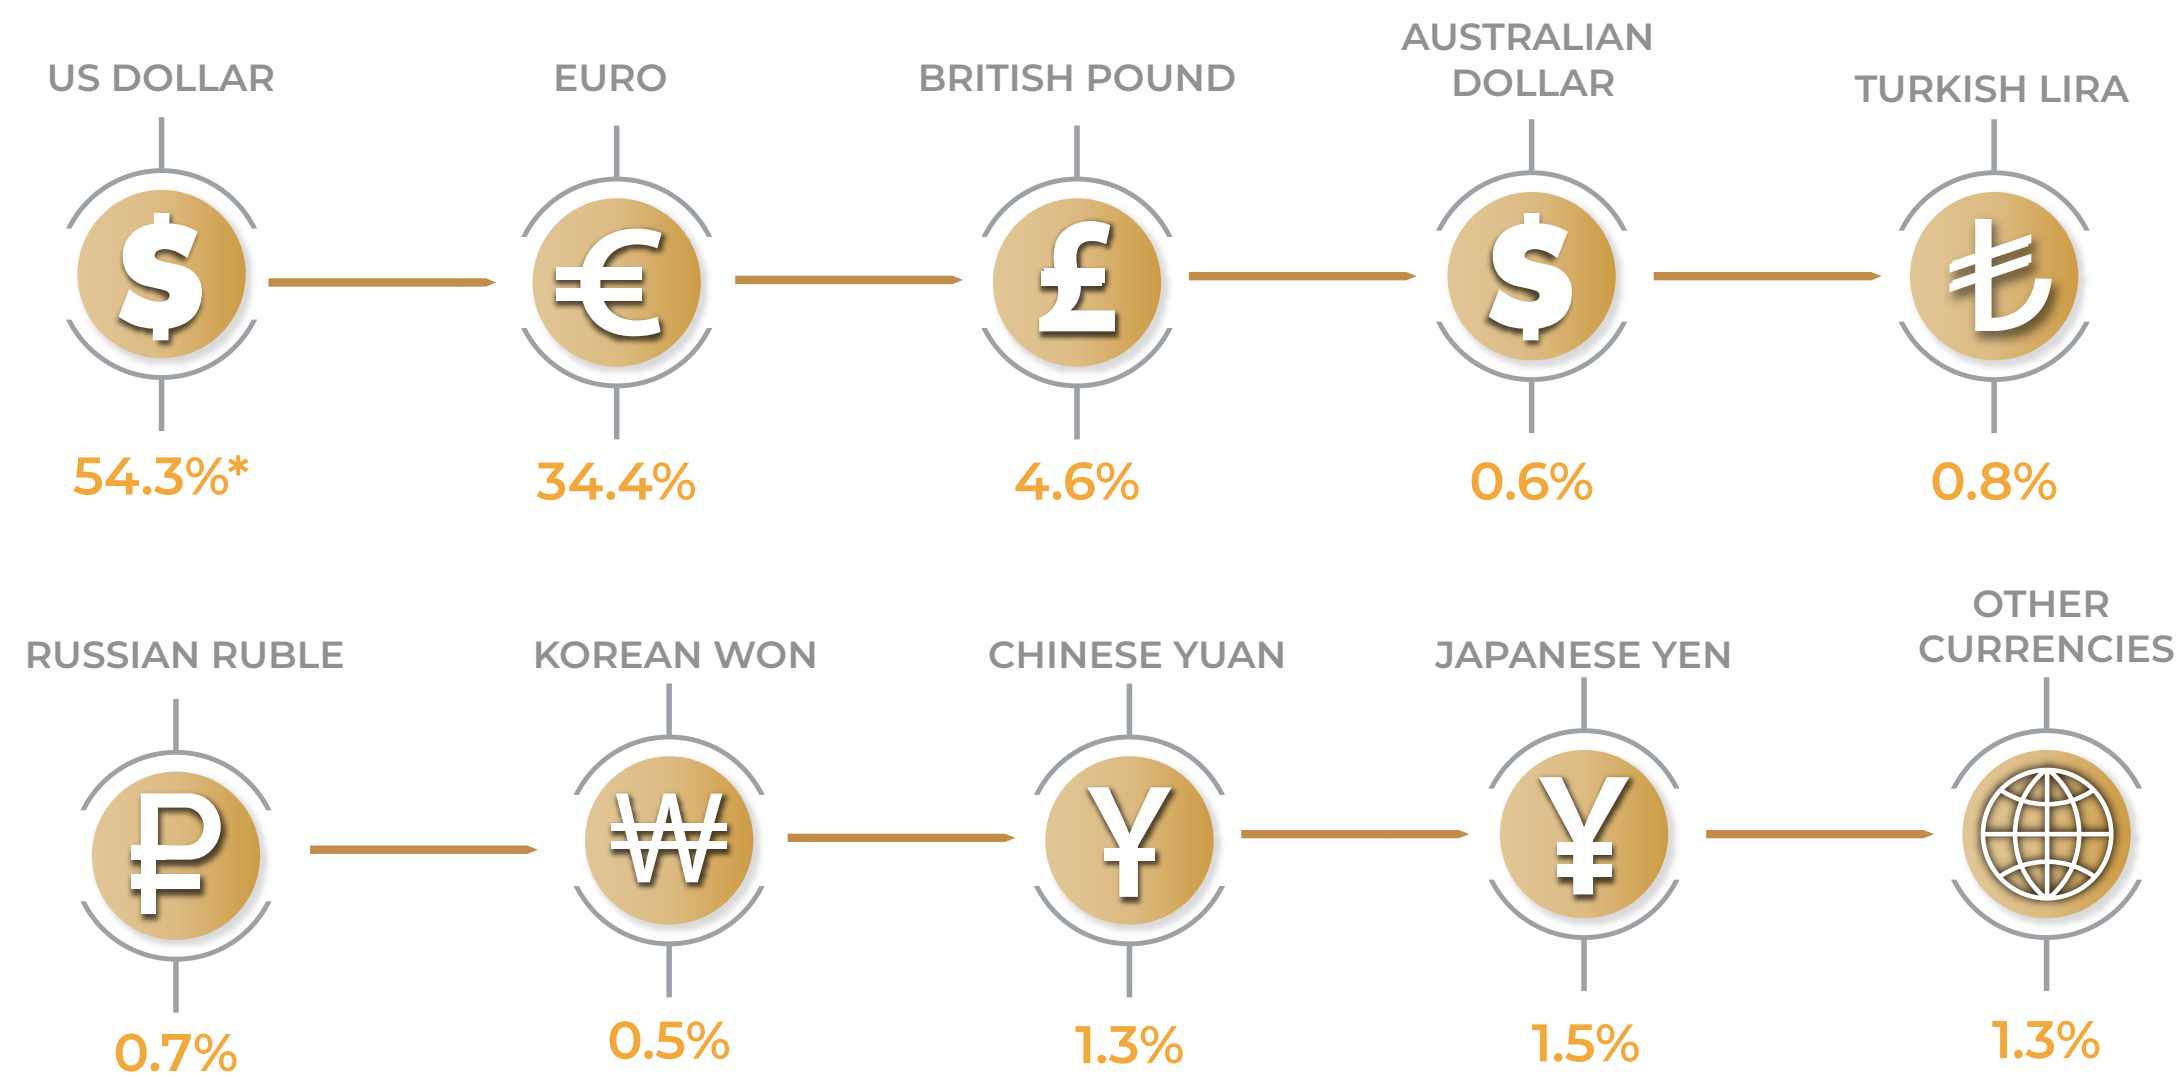 US DOLLAR
EURO
BRITISH POUND
AUSTRALIAN
DOLLAR
TURKISH LIRA
$
€
£
$
₺
54.3%*
34.4%
4.6%
0.6%
0.8%
RUSSIAN RUBLE
KOREAN WON
CHINESE YUAN
JAPANESE YEN
OTHER
CURRENCIES
₽
₩
¥
¥
0.7%
0.5%
1.3%
1.5%
1.3%